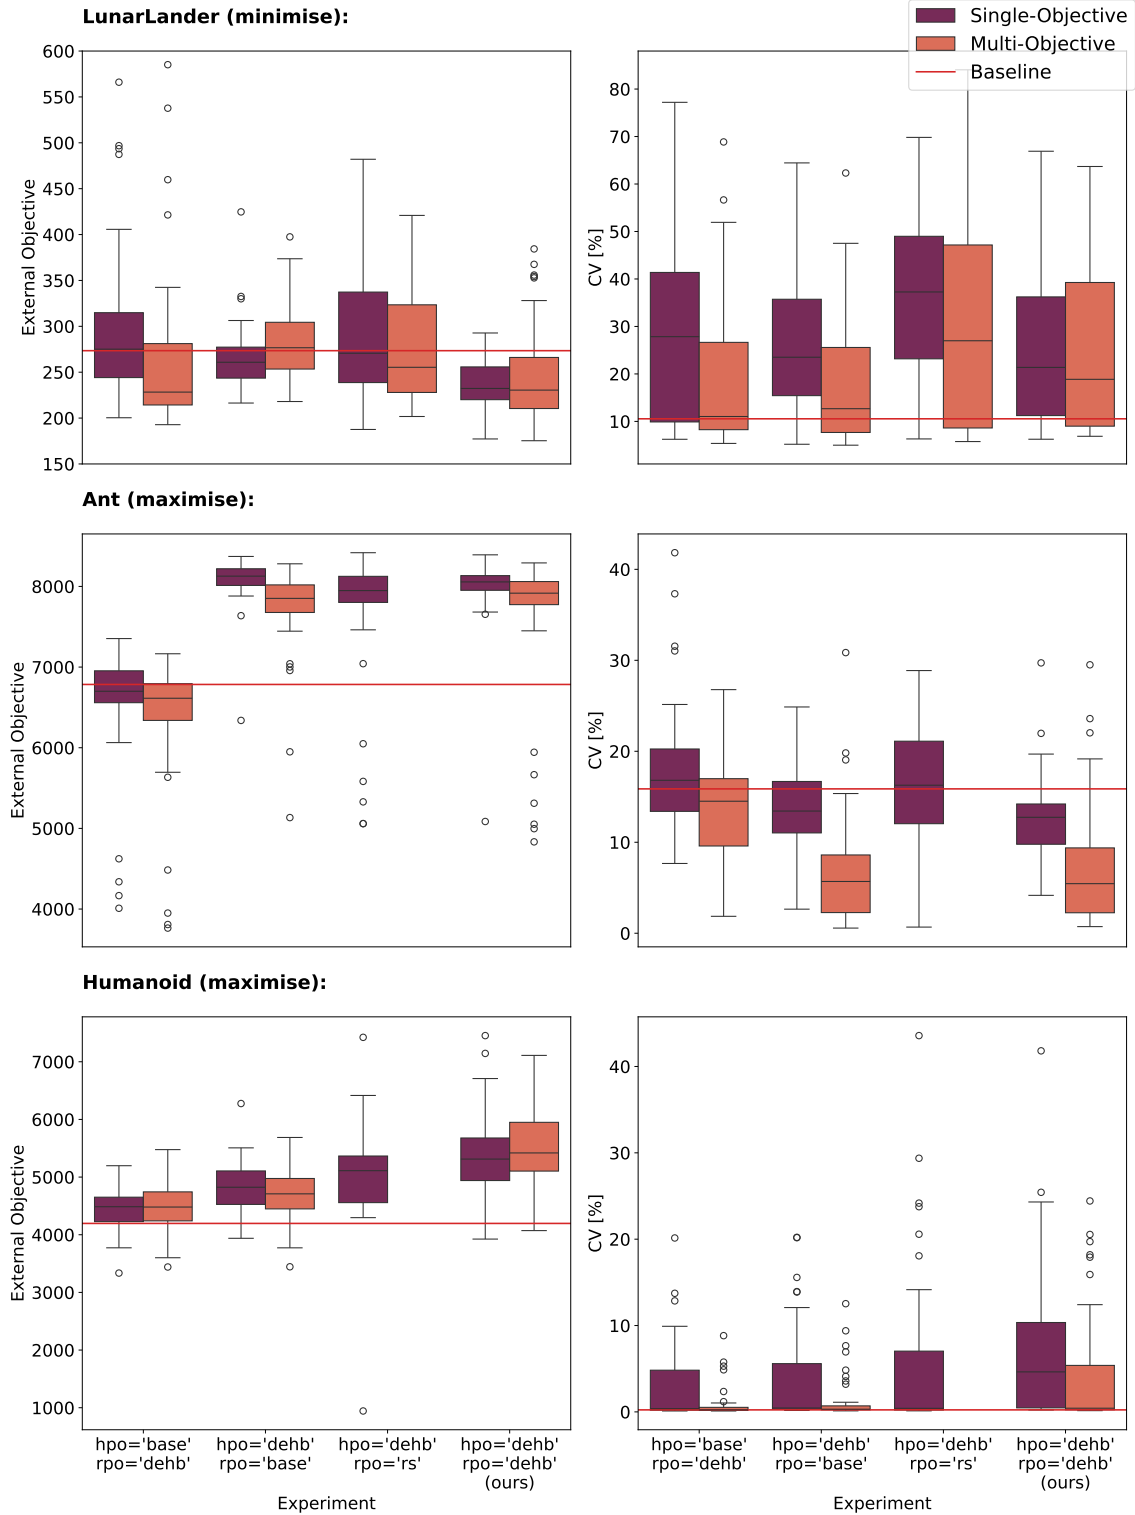 LunarLander (minimise):
Single-Objective
Multi-Objective
Baseline
600
550
500
450
400
350
300
250
200
150
External Objective
80
70
60
50
40
30
20
10
CV [%]
Ant (maximise):
8000
7000
6000
5000
4000
External Objective
40
30
20
10
0
CV [%]
Humanoid (maximise):
7000
6000
5000
4000
3000
2000
1000
External Objective
40
30
20
10
0
CV [%]
hpo='base' hpo='dehb' hpo='dehb' hpo='dehb'
rpo='dehb' rpo='base' rpo='rs' rpo='dehb'
(ours)
Experiment
hpo='base' hpo='dehb' hpo='dehb' hpo='dehb'
rpo='dehb' rpo='base' rpo='rs' rpo='dehb'
(ours)
Experiment